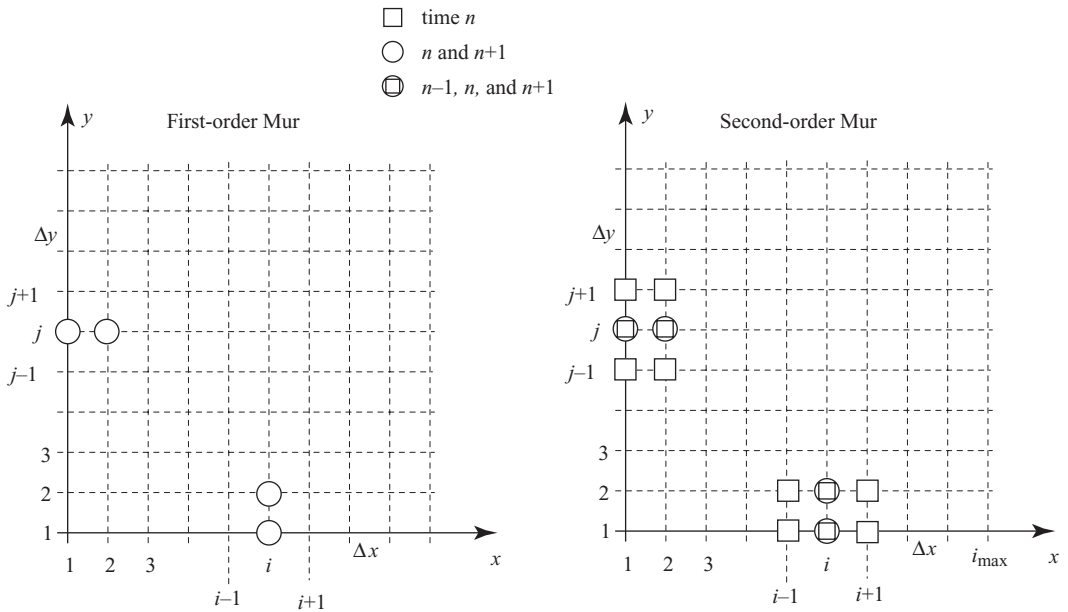 time n
n and n+1
n–1, n, and n+1
First-order Mur
y
Δy
j+1
j
j–1
3
2
1
1 2 3 i Δx x
i–1 i+1
Second-order Mur
y
Δy
j+1
j
j–1
3
2
1
1 2 3 i Δx imax x
i–1 i+1